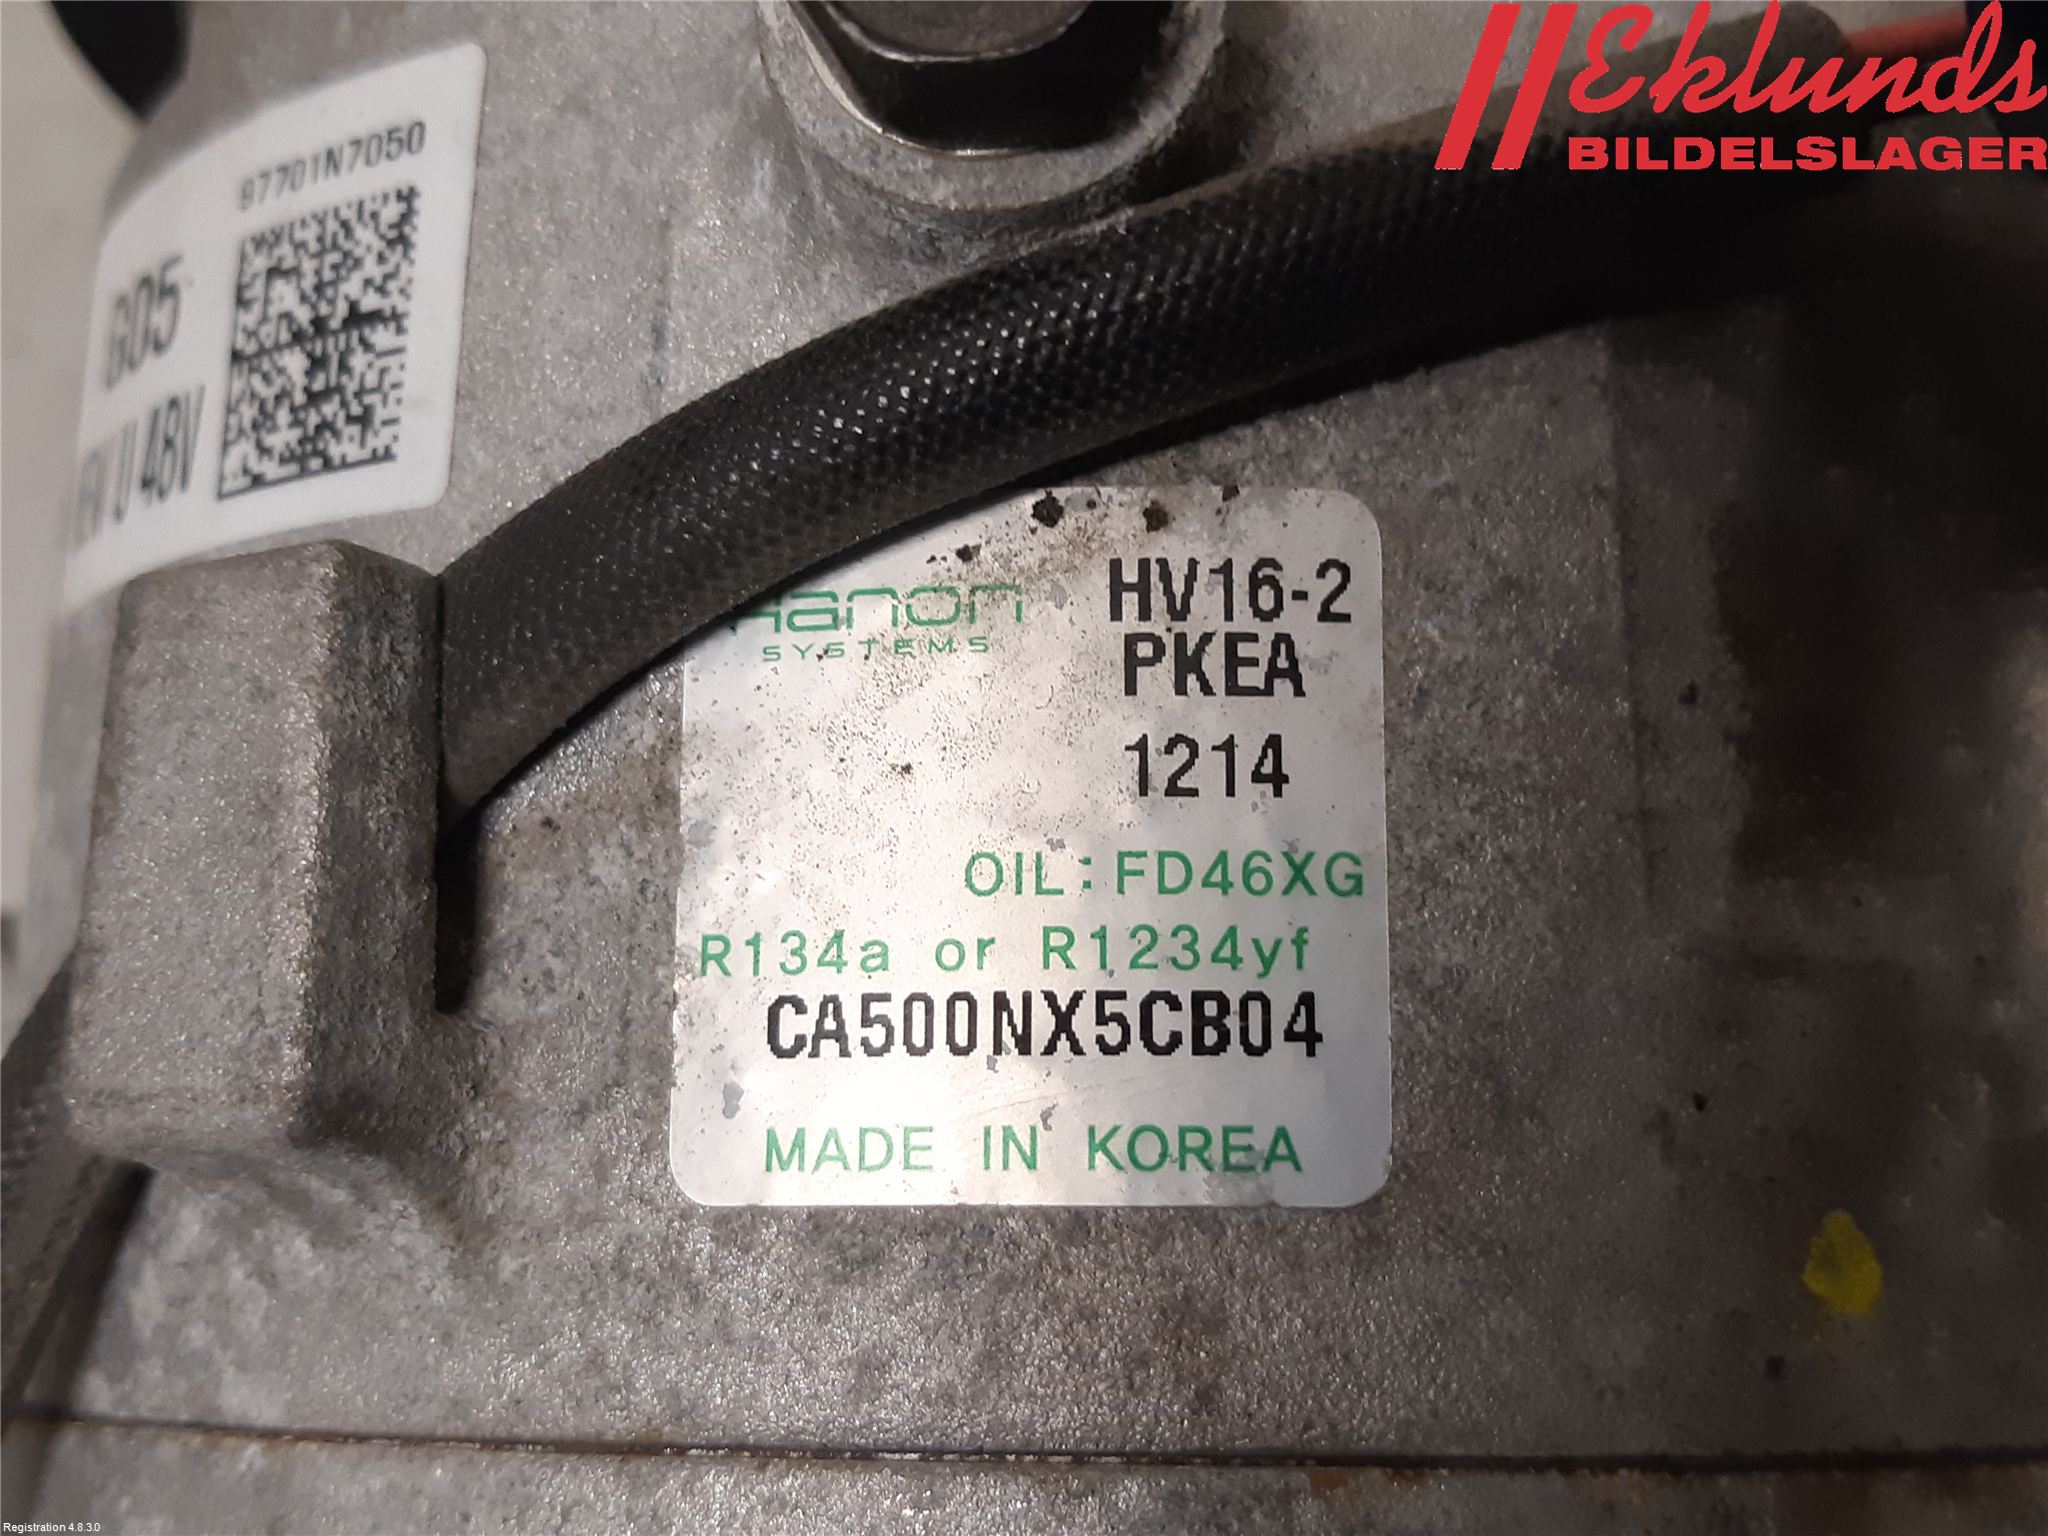 Eklunds
BILDELSLAGER
97701N7050
G05
U 48V
Hanon
SYSTEMS
HV16-2
PKEA
1214
OIL: FD46XG
R134a or R1234yf
CA500NX5CB04
MADE IN KOREA
Registration 4.8.3.0